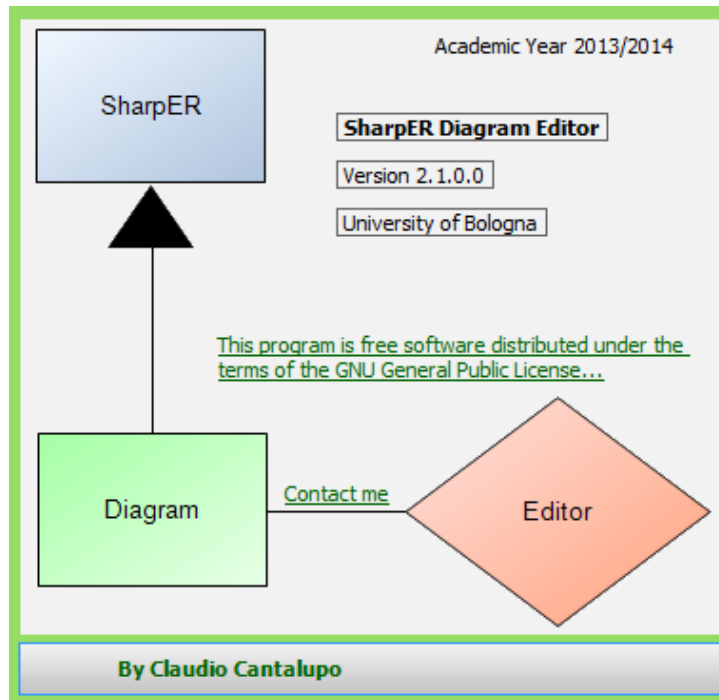 Academic Year 2013/2014
SharpER
SharpER Diagram Editor
Version 2.1.0.0
University of Bologna
This program is free software distributed under the
terms of the GNU General Public License...
Diagram
Contact me
Editor
By Claudio Cantalupo